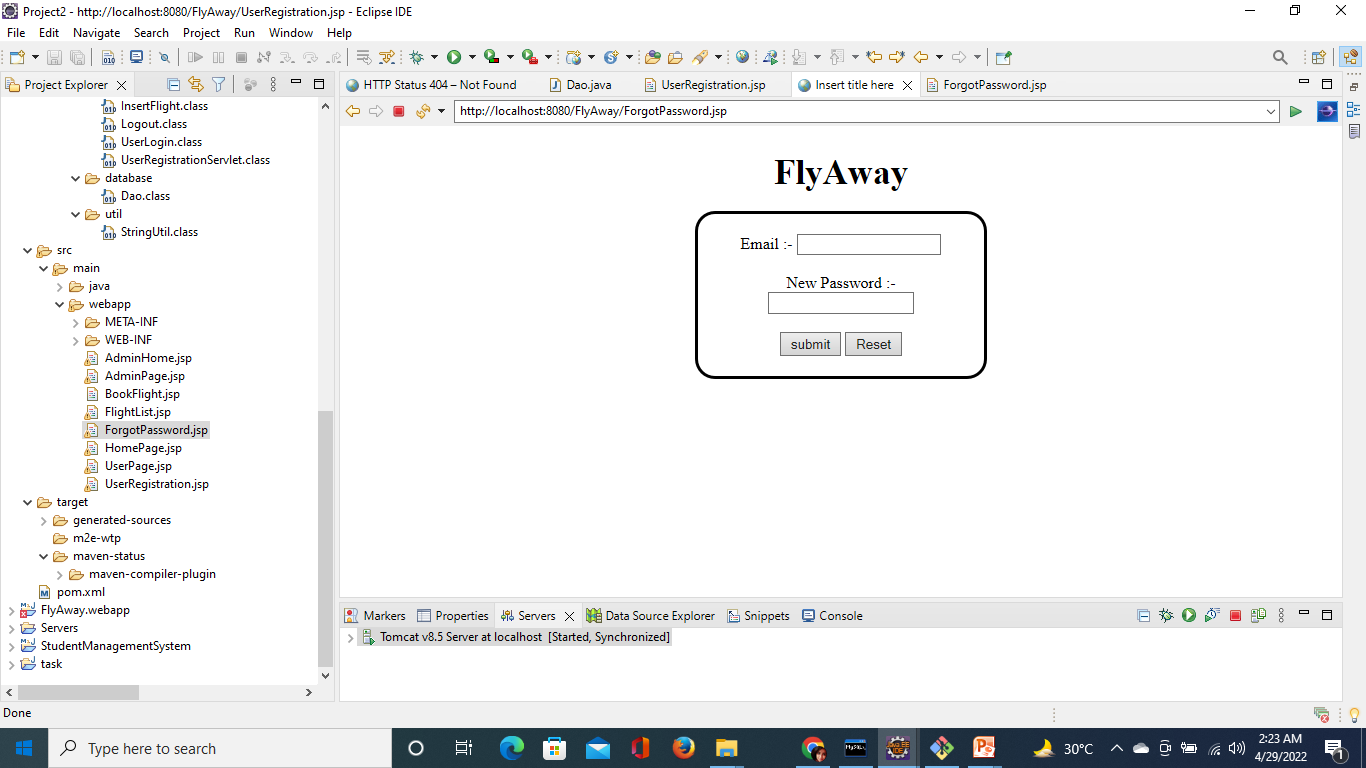 Project2 - http://localhost:8080/FlyAway/UserRegistration.jsp - Eclipse IDE
File Edit Navigate Search Project Run Window Help
Project Explorer
HTTP Status 404 – Not Found
Dao.java
UserRegistration.jsp
Insert title here
ForgotPassword.jsp
InsertFlight.class
Logout.class
UserLogin.class
UserRegistrationServlet.class
database
Dao.class
util
StringUtil.class
src
main
java
webapp
META-INF
WEB-INF
AdminHome.jsp
AdminPage.jsp
BookFlight.jsp
FlightList.jsp
ForgotPassword.jsp
HomePage.jsp
UserPage.jsp
UserRegistration.jsp
target
generated-sources
m2e-wtp
maven-status
maven-compiler-plugin
pom.xml
FlyAway.webapp
Servers
StudentManagementSystem
task
http://localhost:8080/FlyAway/ForgotPassword.jsp
FlyAway
Email :-
New Password :-
submit Reset
Markers Properties Servers Data Source Explorer Snippets Console
Tomcat v8.5 Server at localhost [Started, Synchronized]
Done
Type here to search
30°C
2:23 AM
4/29/2022
1